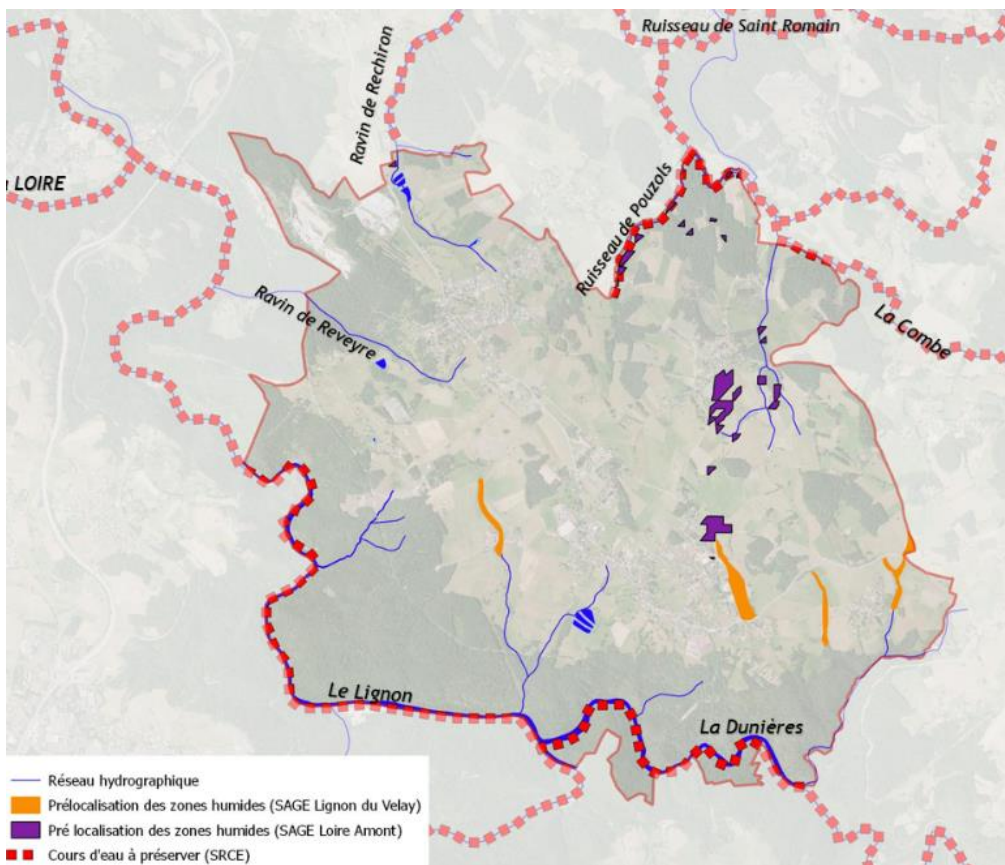 Ruisseau de Saint Romain
Ravin de Rechiron
LOIRE
Ruisseau de Pouzols
Ravin de Reveyre
La Combe
Le Lignon
La Dunières
Réseau hydrographique
Prélocalisation des zones humides (SAGE Lignon du Velay)
Pré localisation des zones humides (SAGE Loire Amont)
Cours d'eau à préserver (SRCE)